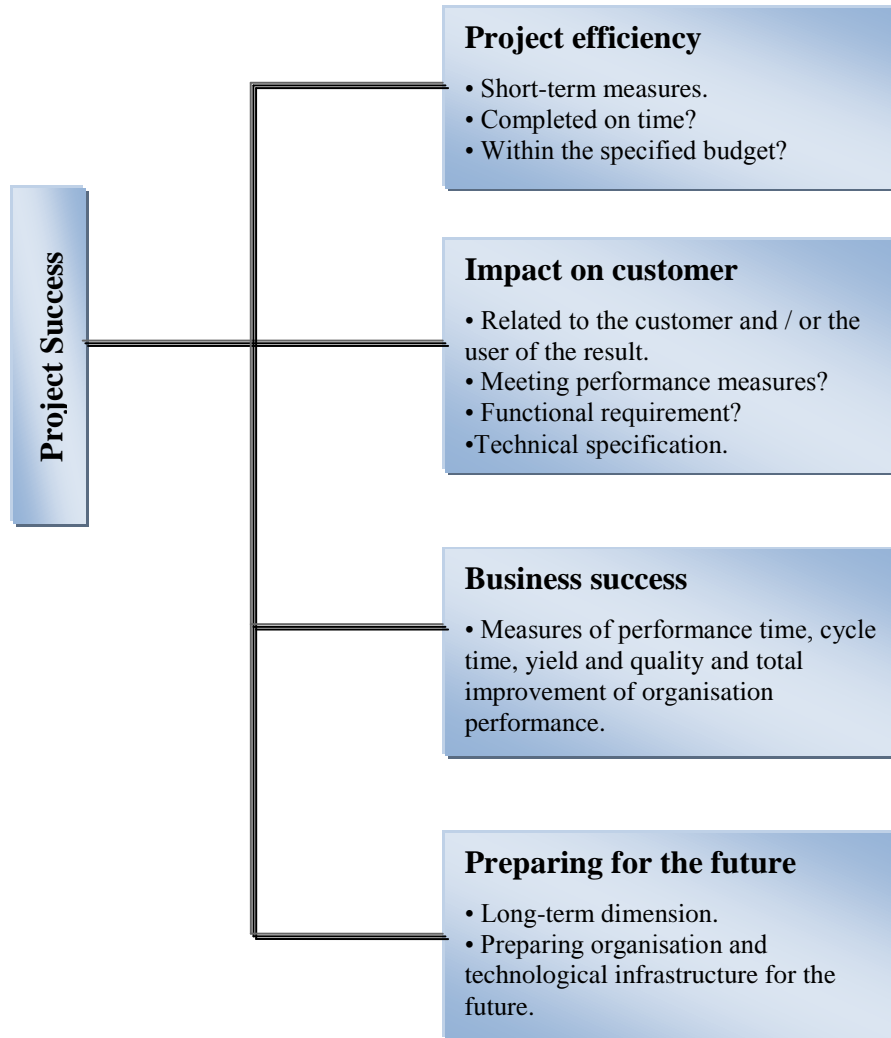 Project Success
Project efficiency
• Short-term measures.
• Completed on time?
• Within the specified budget?
Impact on customer
• Related to the customer and / or the
user of the result.
• Meeting performance measures?
• Functional requirement?
•Technical specification.
Business success
• Measures of performance time, cycle
time, yield and quality and total
improvement of organisation
performance.
Preparing for the future
• Long-term dimension.
• Preparing organisation and
technological infrastructure for the
future.